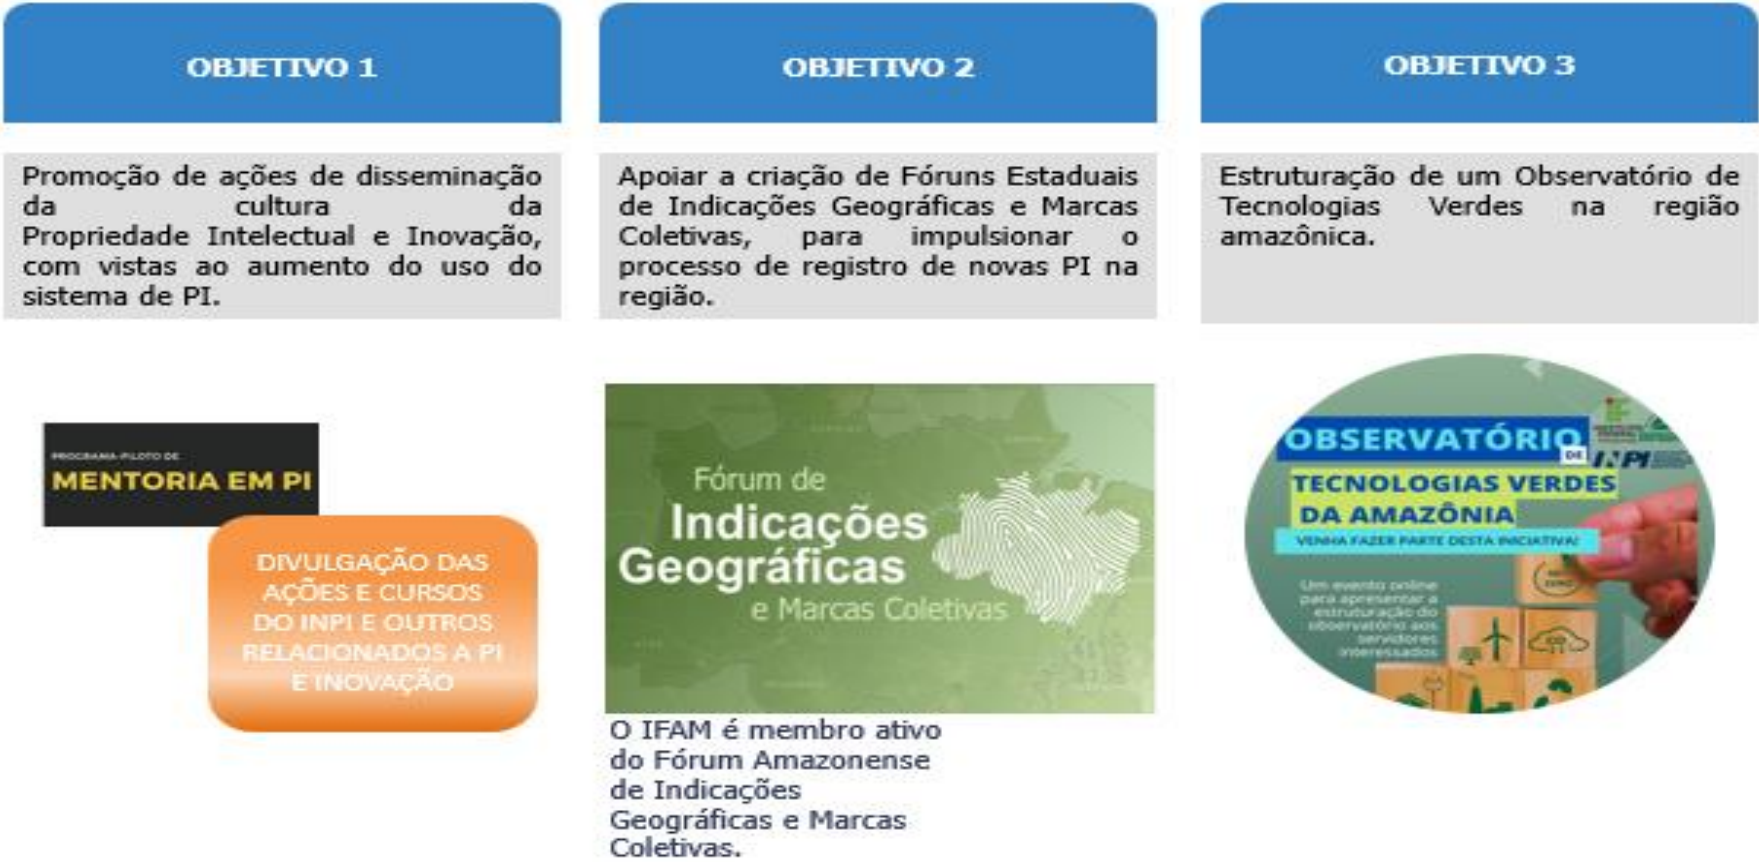 OBJETIVO 1
Promoção de ações de disseminação
da cultura da
Propriedade Intelectual e Inovação,
com vistas ao aumento do uso do
sistema de PI.
PROGRAMA-PILOTO DE
MENTORIA EM PI
DIVULGAÇÃO DAS
AÇÕES E CURSOS
DO INPI E OUTROS
RELACIONADOS A PI
E INOVAÇÃO
OBJETIVO 2
Apoiar a criação de Fóruns Estaduais
de Indicações Geográficas e Marcas
Coletivas, para impulsionar o
processo de registro de novas PI na
região.
Fórum de
Indicações
Geográficas
e Marcas Coletivas
O IFAM é membro ativo
do Fórum Amazonense
de Indicações
Geográficas e Marcas
Coletivas.
OBJETIVO 3
Estruturação de um Observatório de
Tecnologias Verdes na região
amazônica.
OBSERVATÓRIO
DE
INPI
TECNOLOGIAS VERDES
DA AMAZÔNIA
VENHA FAZER PARTE DESTA INICIATIVA!
Um evento online
para apresentar a
estruturação do
observatório aos
servidores
interessados